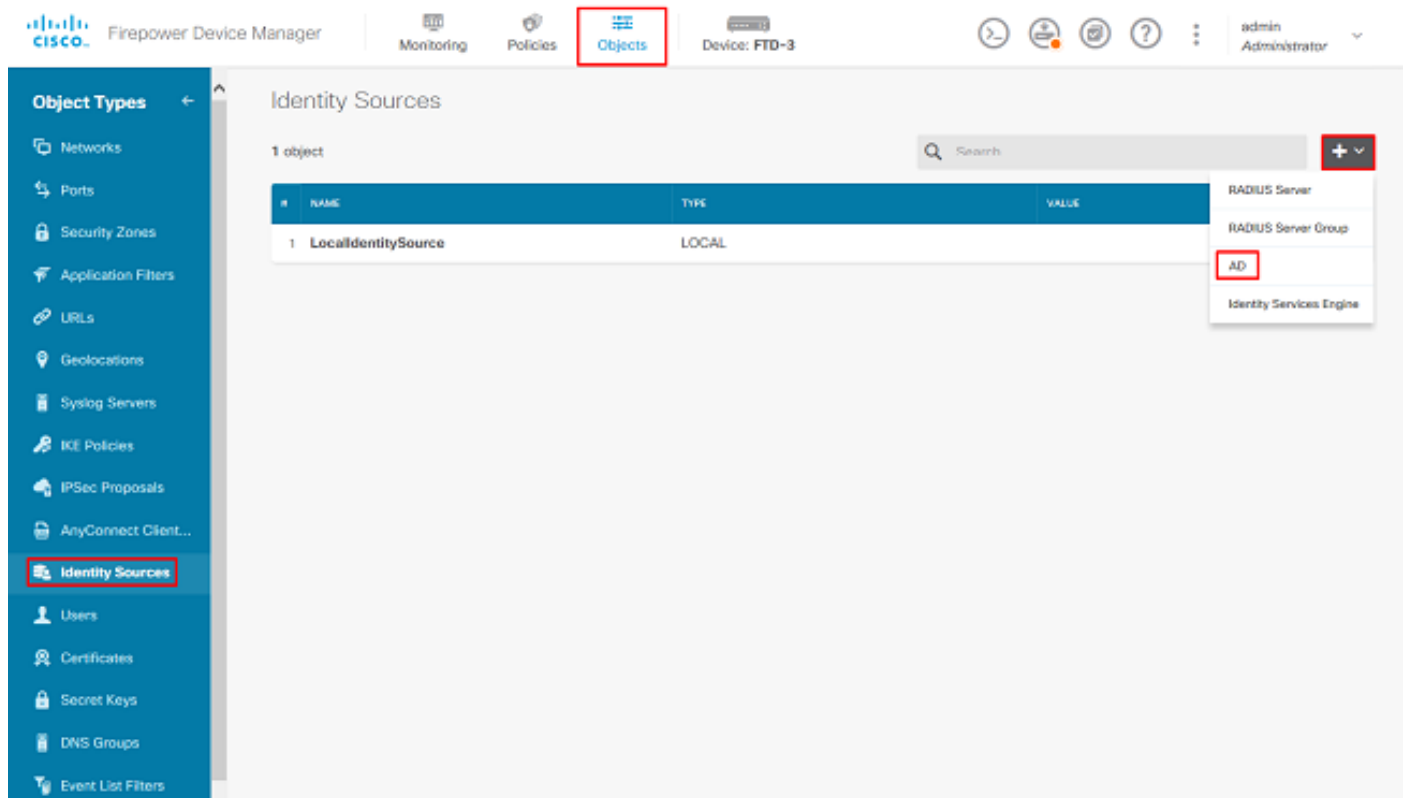 CISCO
Firepower Device Manager
Monitoring
Policies
Objects
Device: FTD-3
admin
Administrator
Object Types
Networks
Ports
Security Zones
Application Filters
URLs
Geolocations
Syslog Servers
IKE Policies
IPSec Proposals
AnyConnect Client...
Identity Sources
Users
Certificates
Secret Keys
DNS Groups
Event List Filters
Identity Sources
1 object
Search
# NAME TYPE VALUE
1 LocalIdentitySource LOCAL
RADIUS Server
RADIUS Server Group
AD
Identity Services Engine